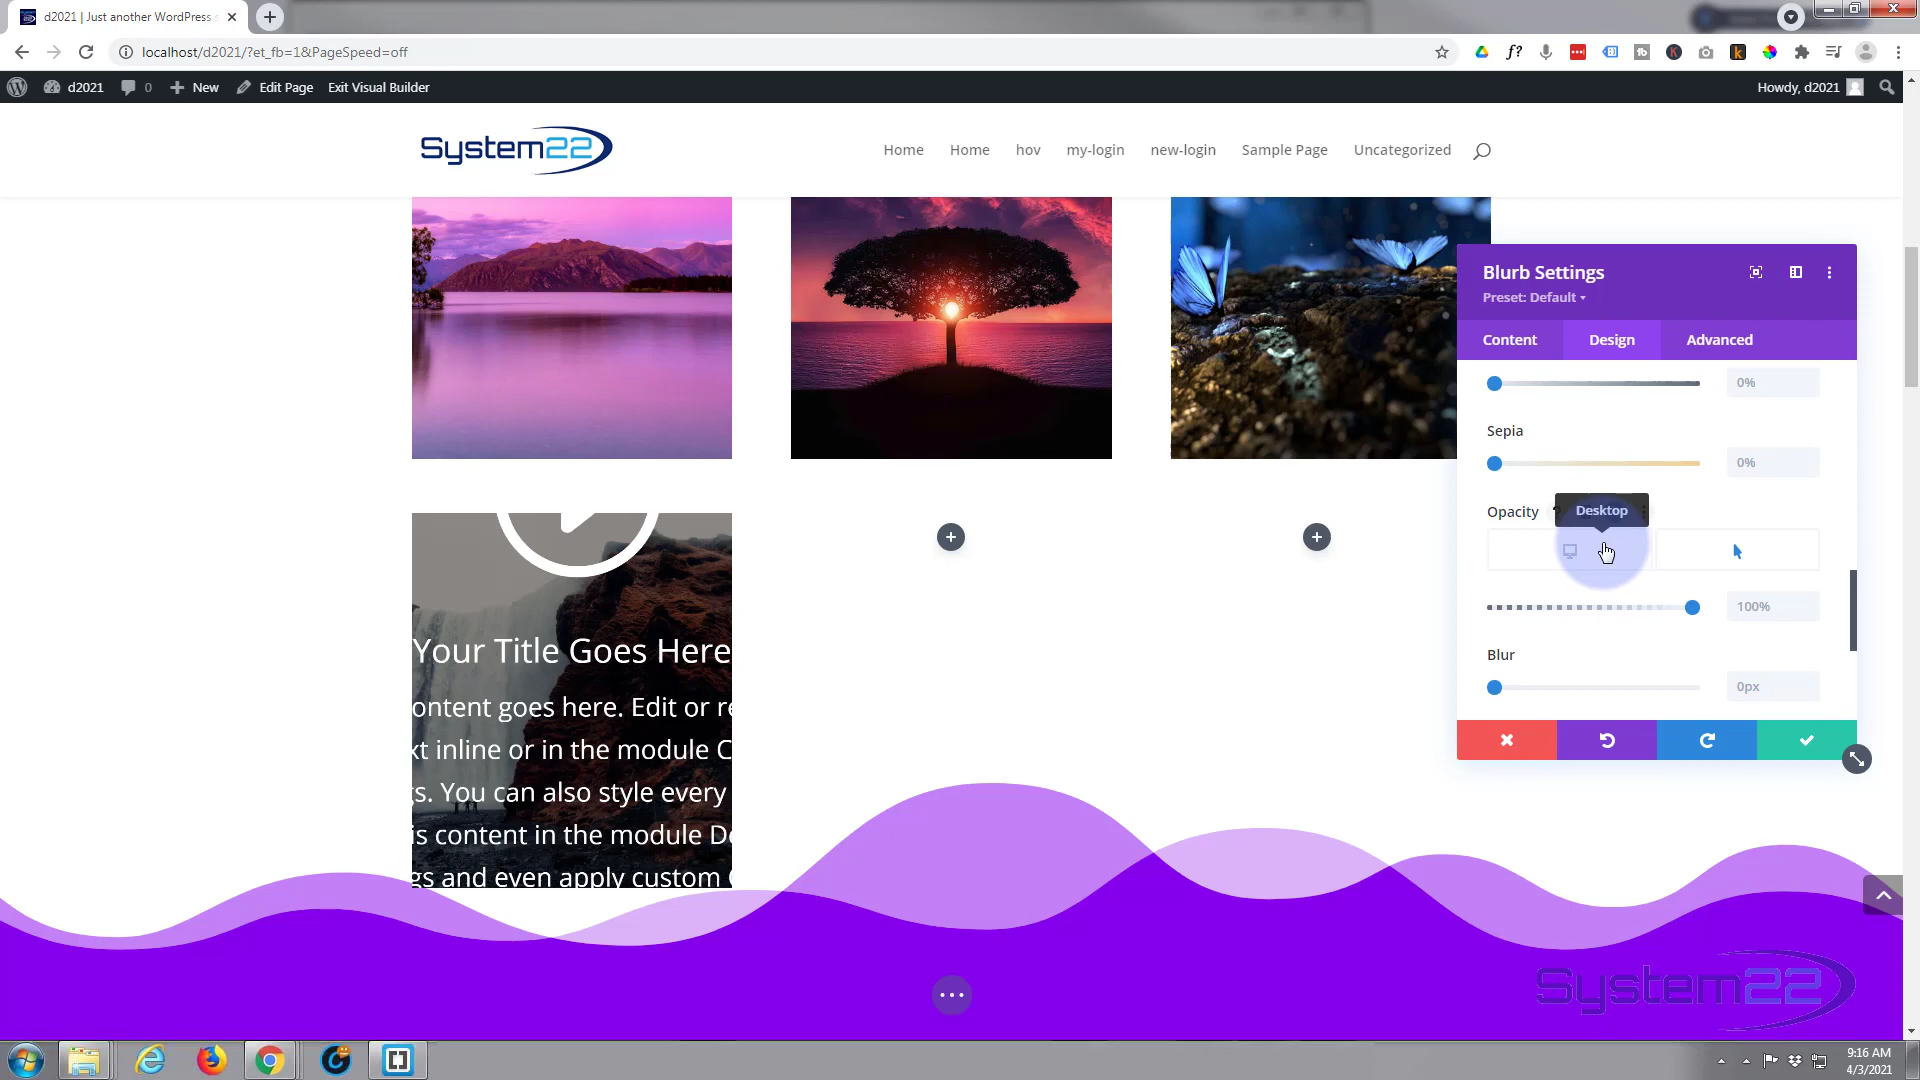 d2021 | Just another WordPress s
localhost/d2021/?et_fb=1&PageSpeed=off
d2021 0 New Edit Page Exit Visual Builder Howdy, d2021
System22
Home Home hov my-login new-login Sample Page Uncategorized
Blurb Settings
Preset: Default
Content Design Advanced
0%
Sepia
0%
Opacity ? Desktop
100%
Blur
0px
Your Title Goes Here
ontent goes here. Edit or re
xt inline or in the module C
gs. You can also style every
is content in the module De
gs and even apply custom C
System22
9:16 AM
4/3/2021